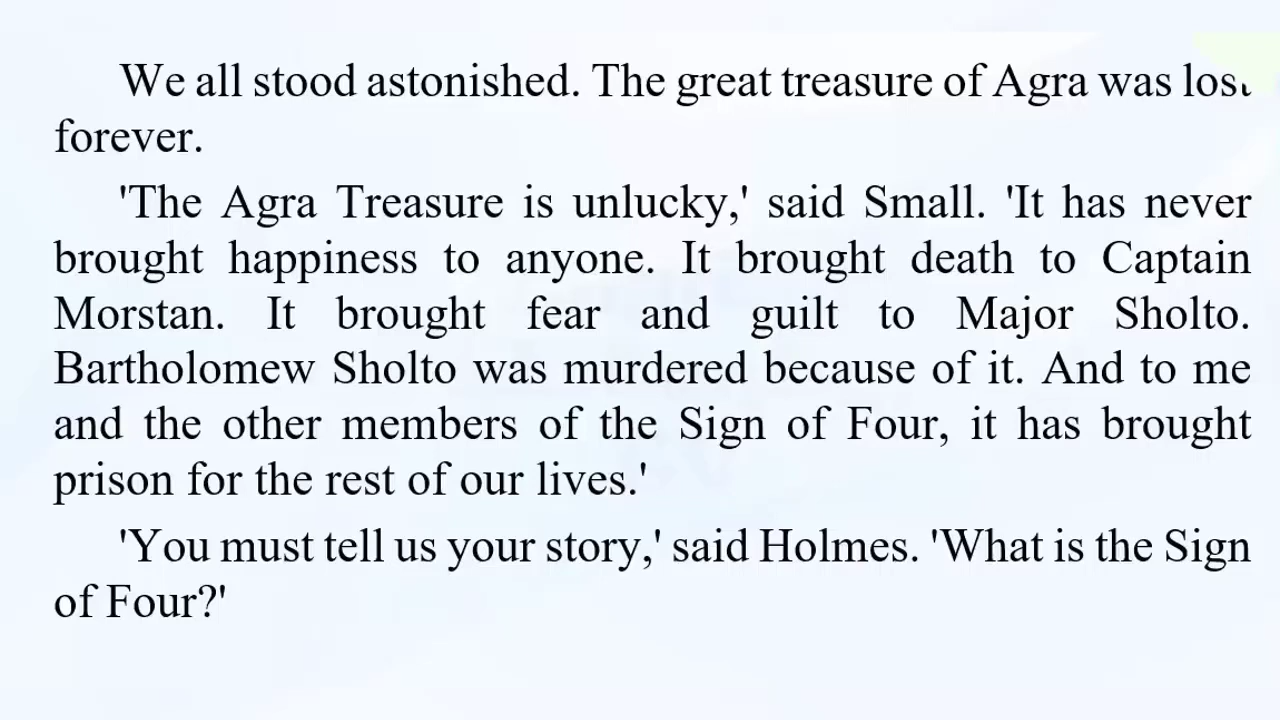 We all stood astonished. The great treasure of Agra was lost
forever.
'The Agra Treasure is unlucky,' said Small. 'It has never
brought happiness to anyone. It brought death to Captain
Morstan. It brought fear and guilt to Major Sholto.
Bartholomew Sholto was murdered because of it. And to me
and the other members of the Sign of Four, it has brought
prison for the rest of our lives.'
'You must tell us your story,' said Holmes. 'What is the Sign
of Four?'